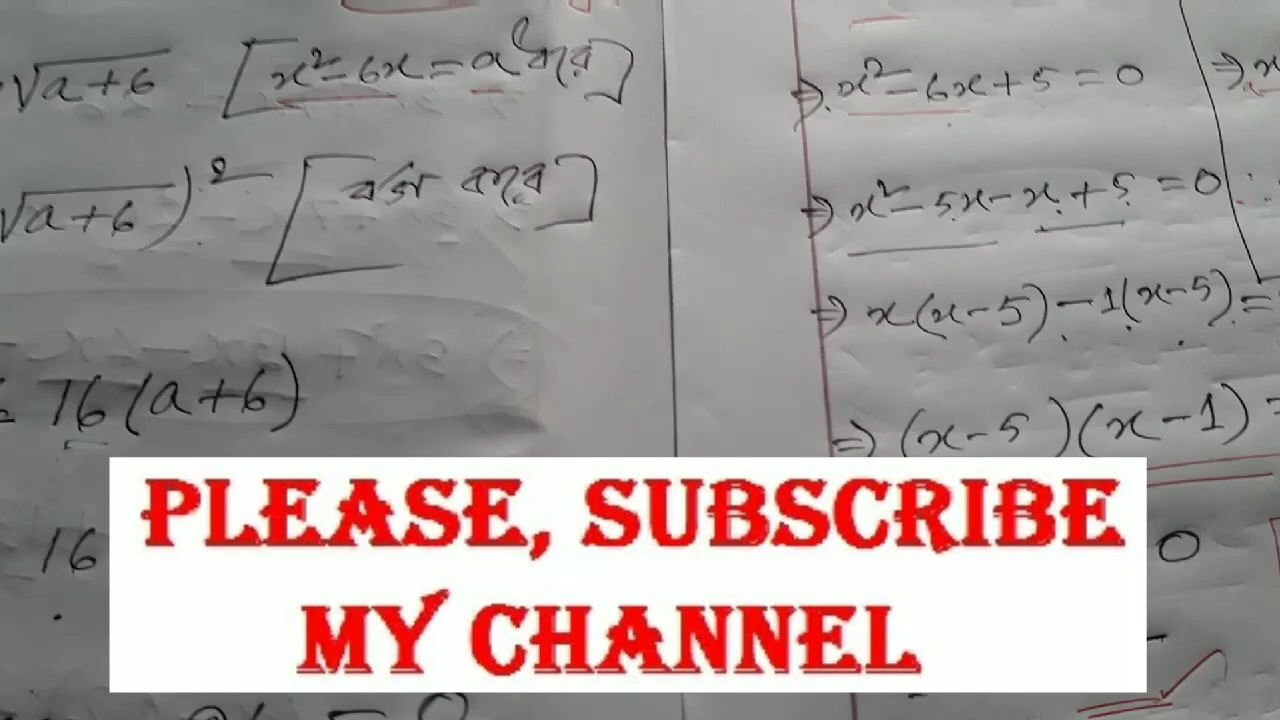 √a+6 [x²-6x=a ধরে]
√a+6)² [বর্গ করে]
= 16(a+6)
16
= 0
⇒ x²-6x+5=0
⇒ x²-5x-x+5=0
⇒ x(x-5)-1(x-5)=
⇒ (x-5)(x-1)=
0
⇒ x
PLEASE, SUBSCRIBE
MY CHANNEL